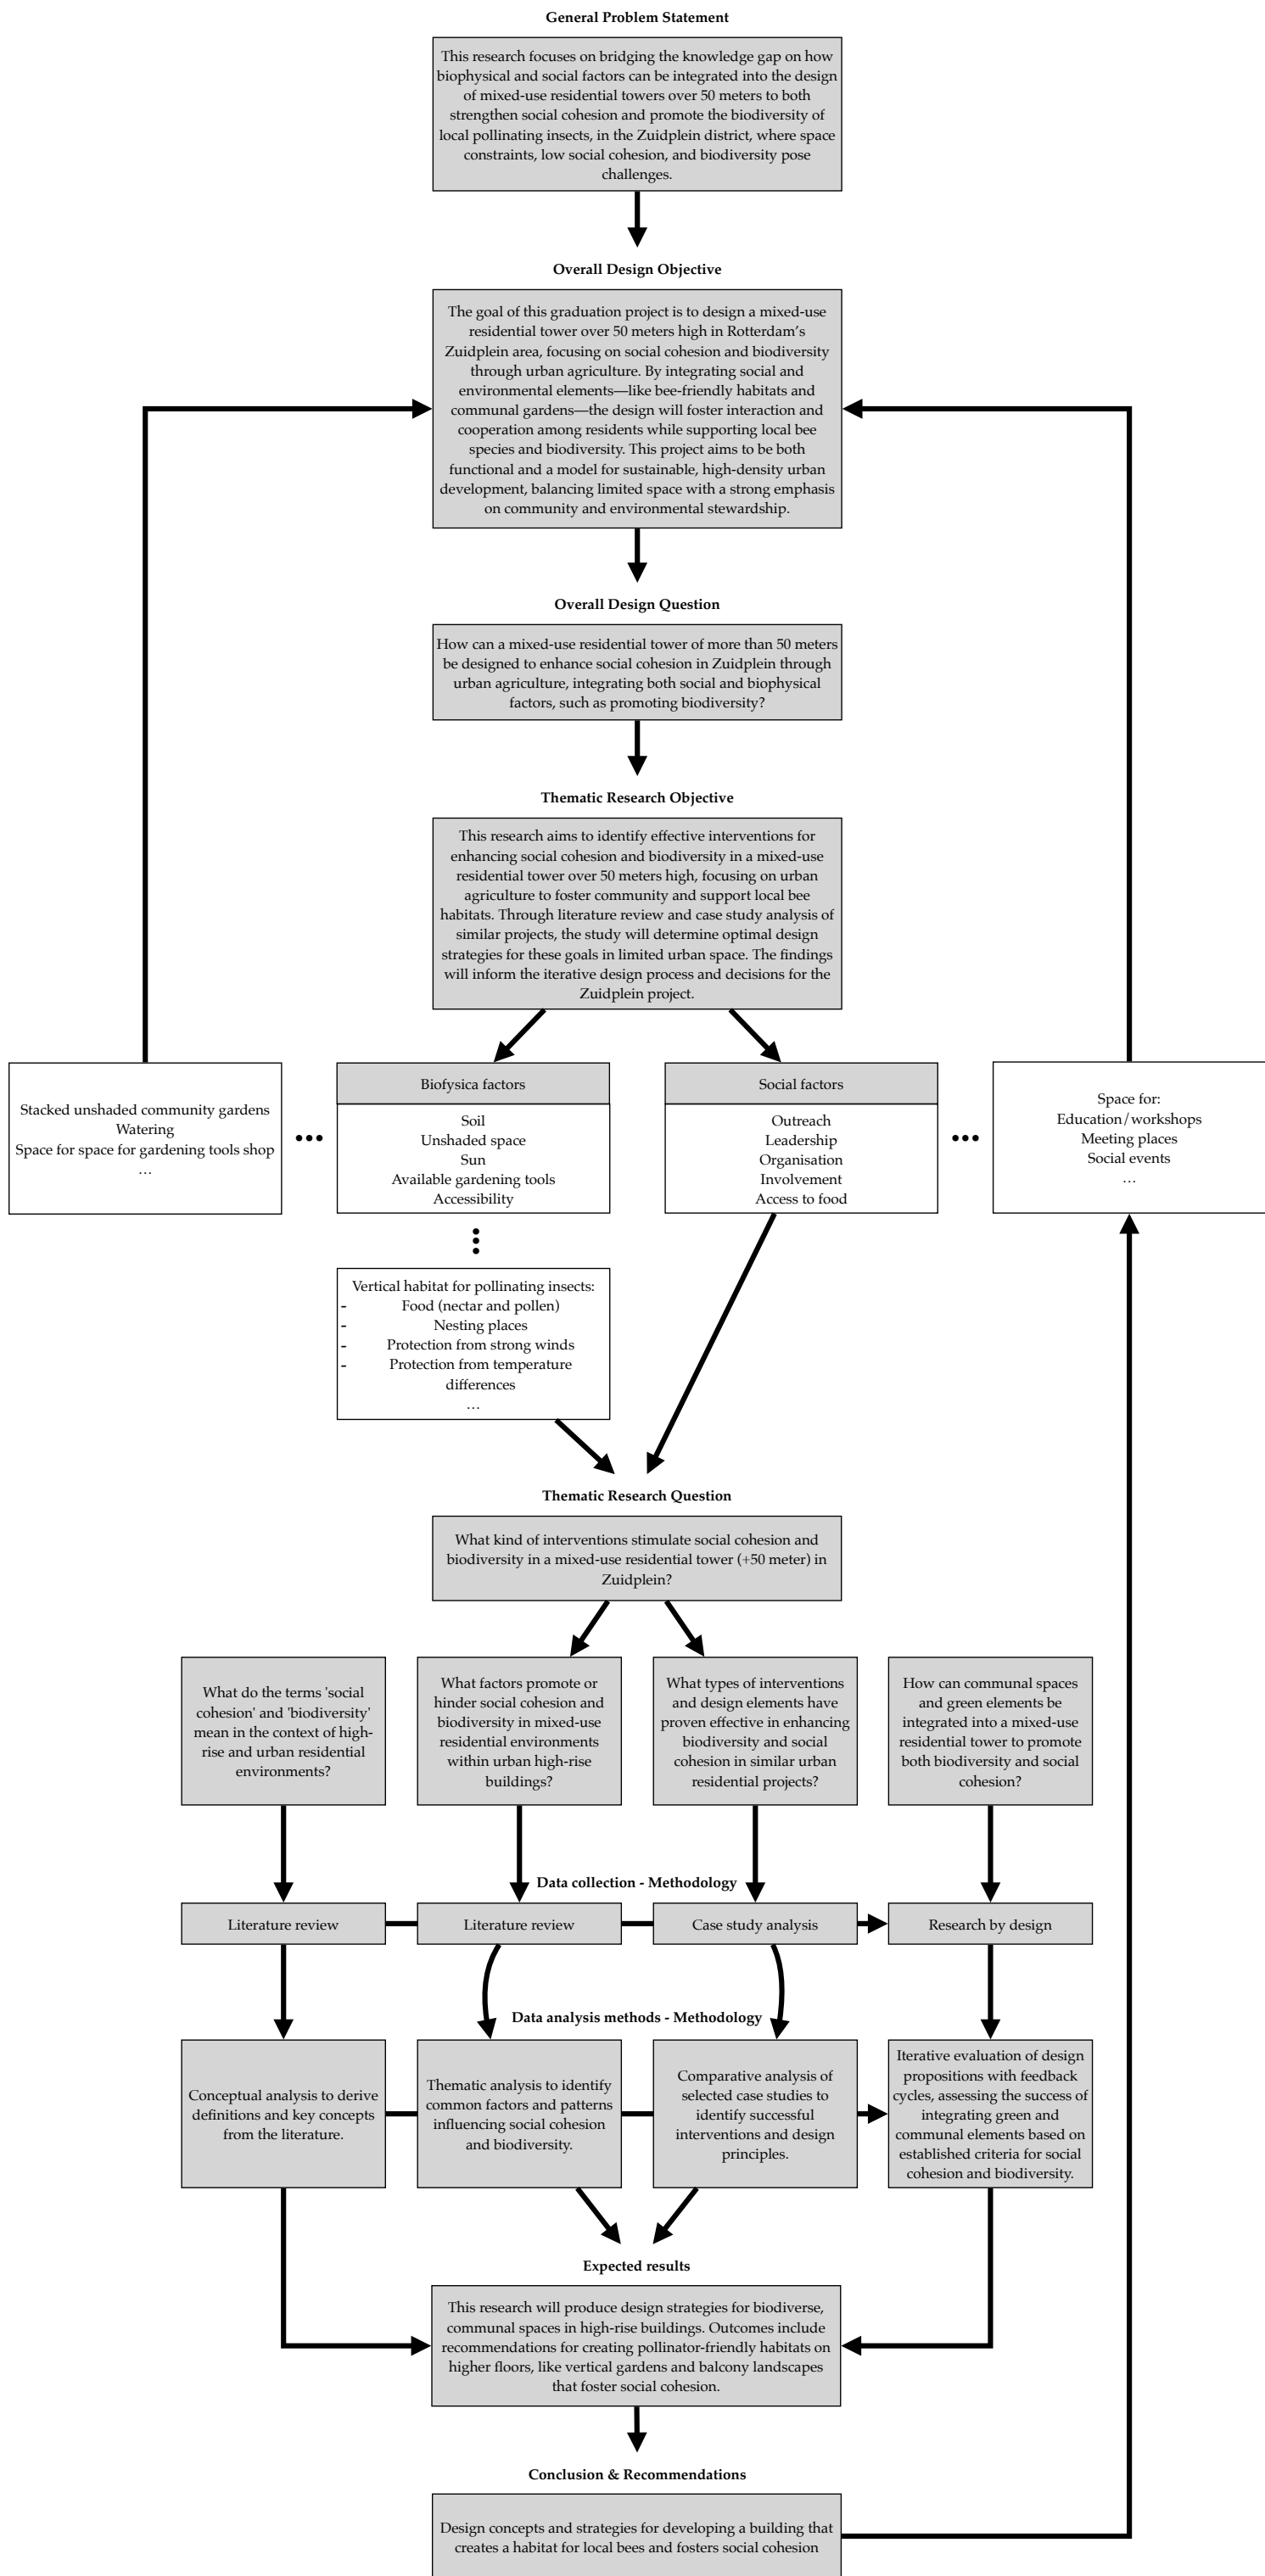 General Problem Statement
This research focuses on bridging the knowledge gap on how
biophysical and social factors can be integrated into the design
of mixed-use residential towers over 50 meters to both
strengthen social cohesion and promote the biodiversity of
local pollinating insects, in the Zuidplein district, where space
constraints, low social cohesion, and biodiversity pose
challenges.
Overall Design Objective
The goal of this graduation project is to design a mixed-use
residential tower over 50 meters high in Rotterdam's
Zuidplein area, focusing on social cohesion and biodiversity
through urban agriculture. By integrating social and
environmental elements—like bee-friendly habitats and
communal gardens—the design will foster interaction and
cooperation among residents while supporting local bee
species and biodiversity. This project aims to be both
functional and a model for sustainable, high-density urban
development, balancing limited space with a strong emphasis
on community and environmental stewardship.
Overall Design Question
How can a mixed-use residential tower of more than 50 meters
be designed to enhance social cohesion in Zuidplein through
urban agriculture, integrating both social and biophysical
factors, such as promoting biodiversity?
Thematic Research Objective
This research aims to identify effective interventions for
enhancing social cohesion and biodiversity in a mixed-use
residential tower over 50 meters high, focusing on urban
agriculture to foster community and support local bee
habitats. Through literature review and case study analysis of
similar projects, the study will determine optimal design
strategies for these goals in limited urban space. The findings
will inform the iterative design process and decisions for the
Zuidplein project.
Stacked unshaded community gardens
Watering
Space for space for gardening tools shop
…
Biofysica factors
Soil
Unshaded space
Sun
Available gardening tools
Accessibility
Social factors
Outreach
Leadership
Organisation
Involvement
Access to food
Space for:
Education/workshops
Meeting places
Social events
…
Vertical habitat for pollinating insects:
- Food (nectar and pollen)
- Nesting places
- Protection from strong winds
- Protection from temperature
differences
…
Thematic Research Question
What kind of interventions stimulate social cohesion and
biodiversity in a mixed-use residential tower (+50 meter) in
Zuidplein?
What do the terms 'social
cohesion' and 'biodiversity'
mean in the context of high-
rise and urban residential
environments?
What factors promote or
hinder social cohesion and
biodiversity in mixed-use
residential environments
within urban high-rise
buildings?
What types of interventions
and design elements have
proven effective in enhancing
biodiversity and social
cohesion in similar urban
residential projects?
How can communal spaces
and green elements be
integrated into a mixed-use
residential tower to promote
both biodiversity and social
cohesion?
Data collection - Methodology
Literature review
Literature review
Case study analysis
Research by design
Data analysis methods - Methodology
Conceptual analysis to derive
definitions and key concepts
from the literature.
Thematic analysis to identify
common factors and patterns
influencing social cohesion
and biodiversity.
Comparative analysis of
selected case studies to
identify successful
interventions and design
principles.
Iterative evaluation of design
propositions with feedback
cycles, assessing the success of
integrating green and
communal elements based on
established criteria for social
cohesion and biodiversity.
Expected results
This research will produce design strategies for biodiverse,
communal spaces in high-rise buildings. Outcomes include
recommendations for creating pollinator-friendly habitats on
higher floors, like vertical gardens and balcony landscapes
that foster social cohesion.
Conclusion & Recommendations
Design concepts and strategies for developing a building that
creates a habitat for local bees and fosters social cohesion